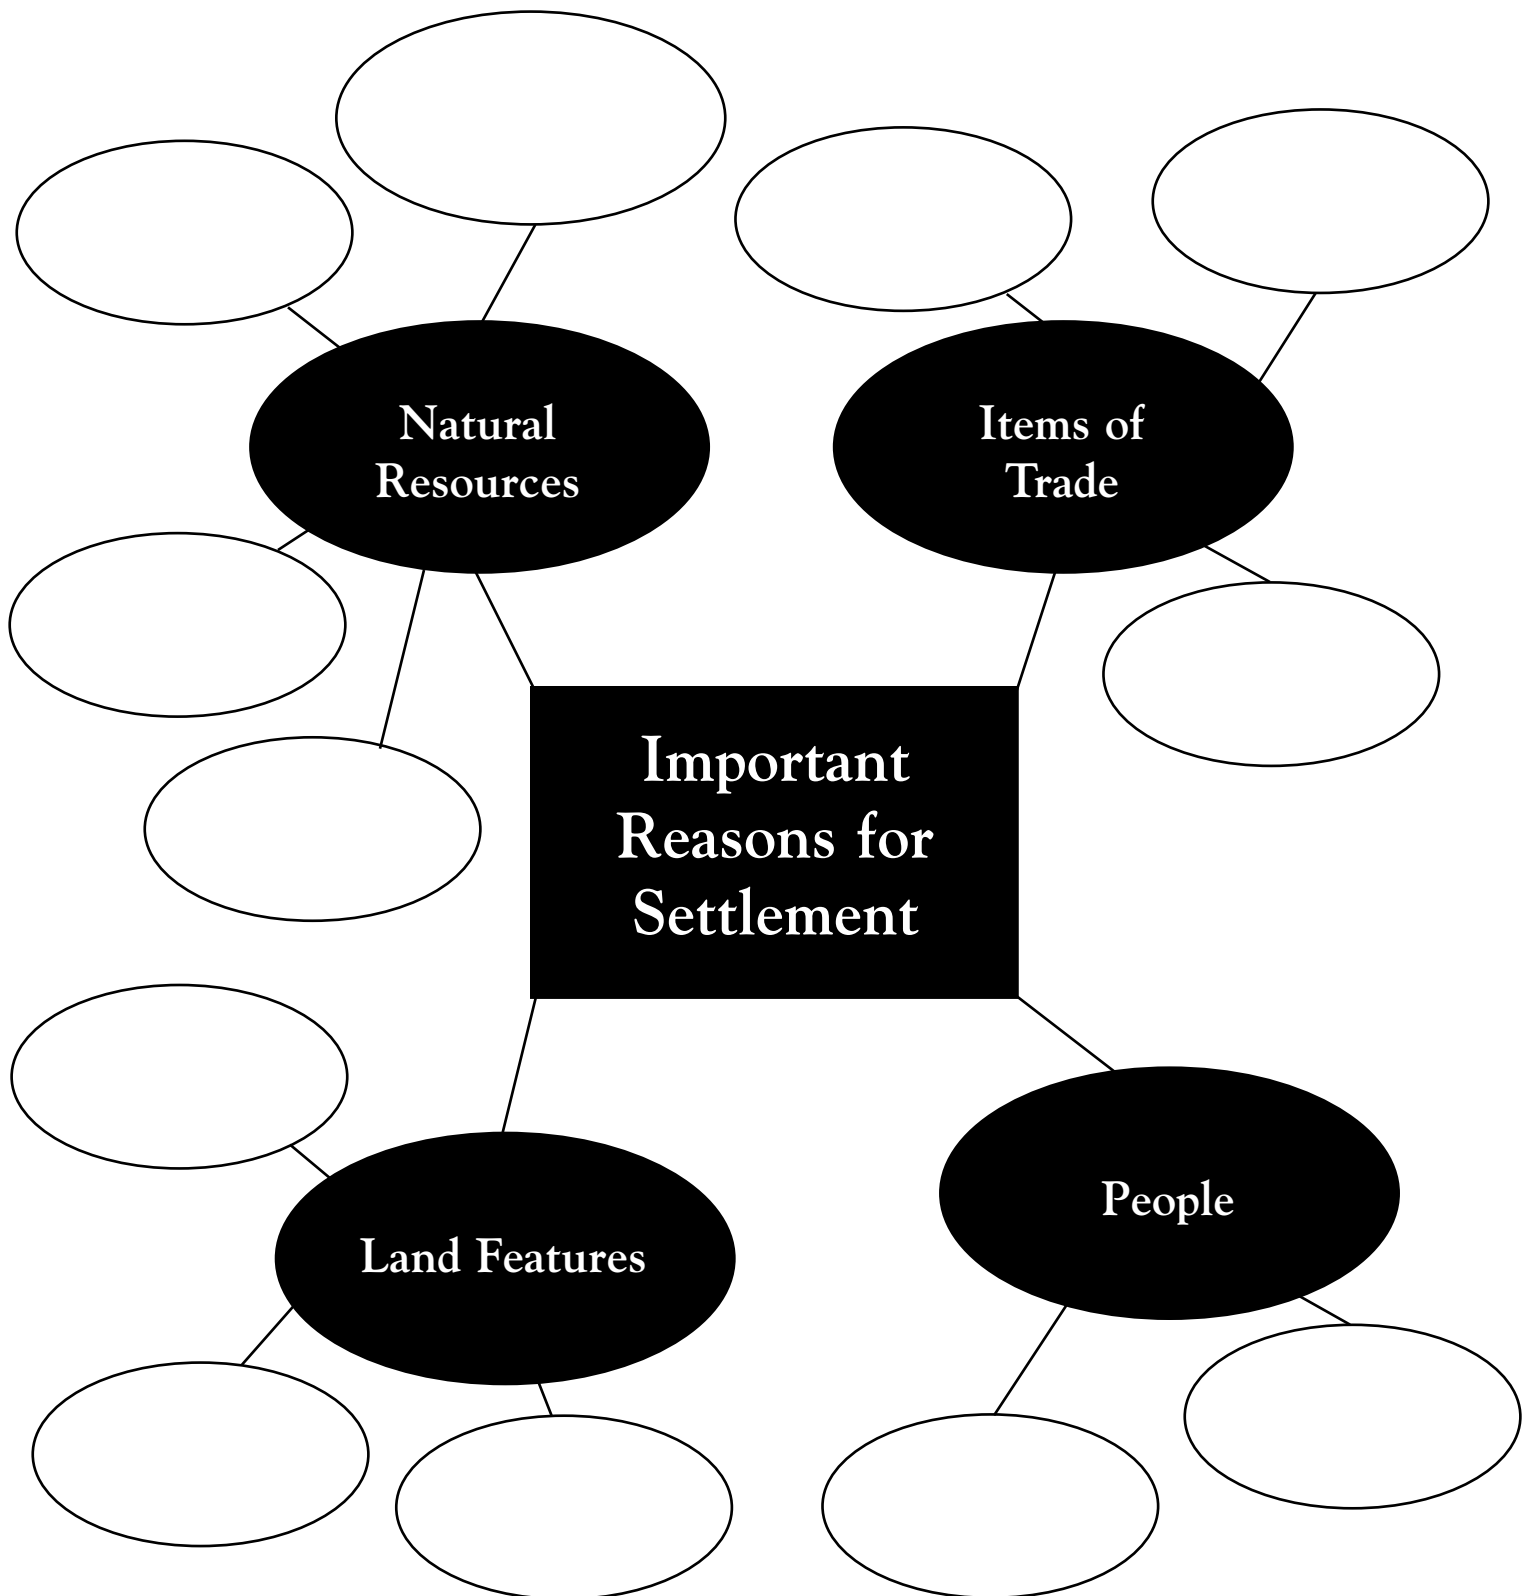 Natural
Resources
Items of
Trade
Important
Reasons for
Settlement
Land Features
People